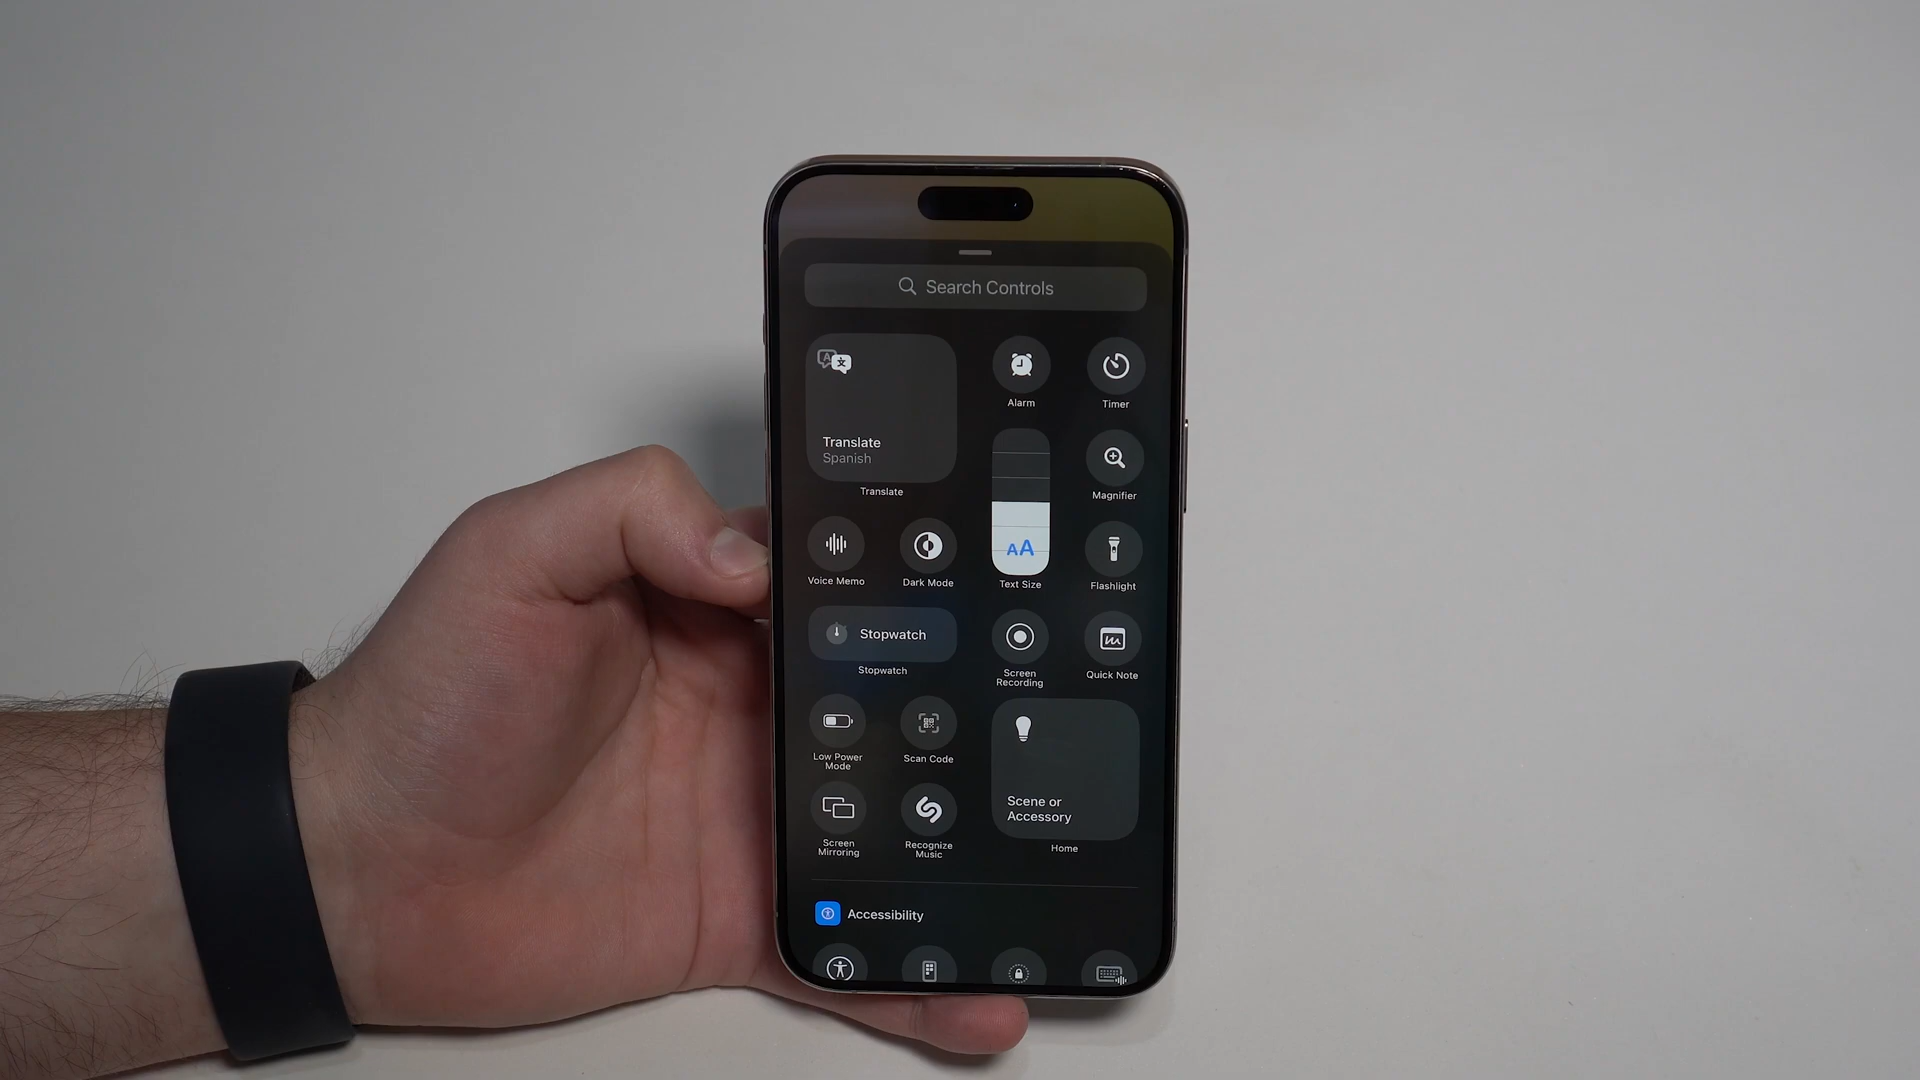 Search Controls
Translate
Spanish
Translate
Alarm
Timer
Magnifier
AA
Text Size
Voice Memo
Dark Mode
Flashlight
Stopwatch
Stopwatch
Screen
Recording
Quick Note
Low Power
Mode
Scan Code
Scene or
Accessory
Home
Screen
Mirroring
Recognize
Music
Accessibility